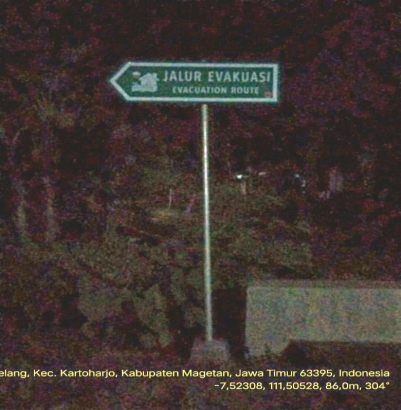 JALUR EVAKUASI
EVACUATION ROUTE
elang, Kec. Kartoharjo, Kabupaten Magetan, Jawa Timur 63395, Indonesia
-7,52308, 111,50528, 86,0m, 304°